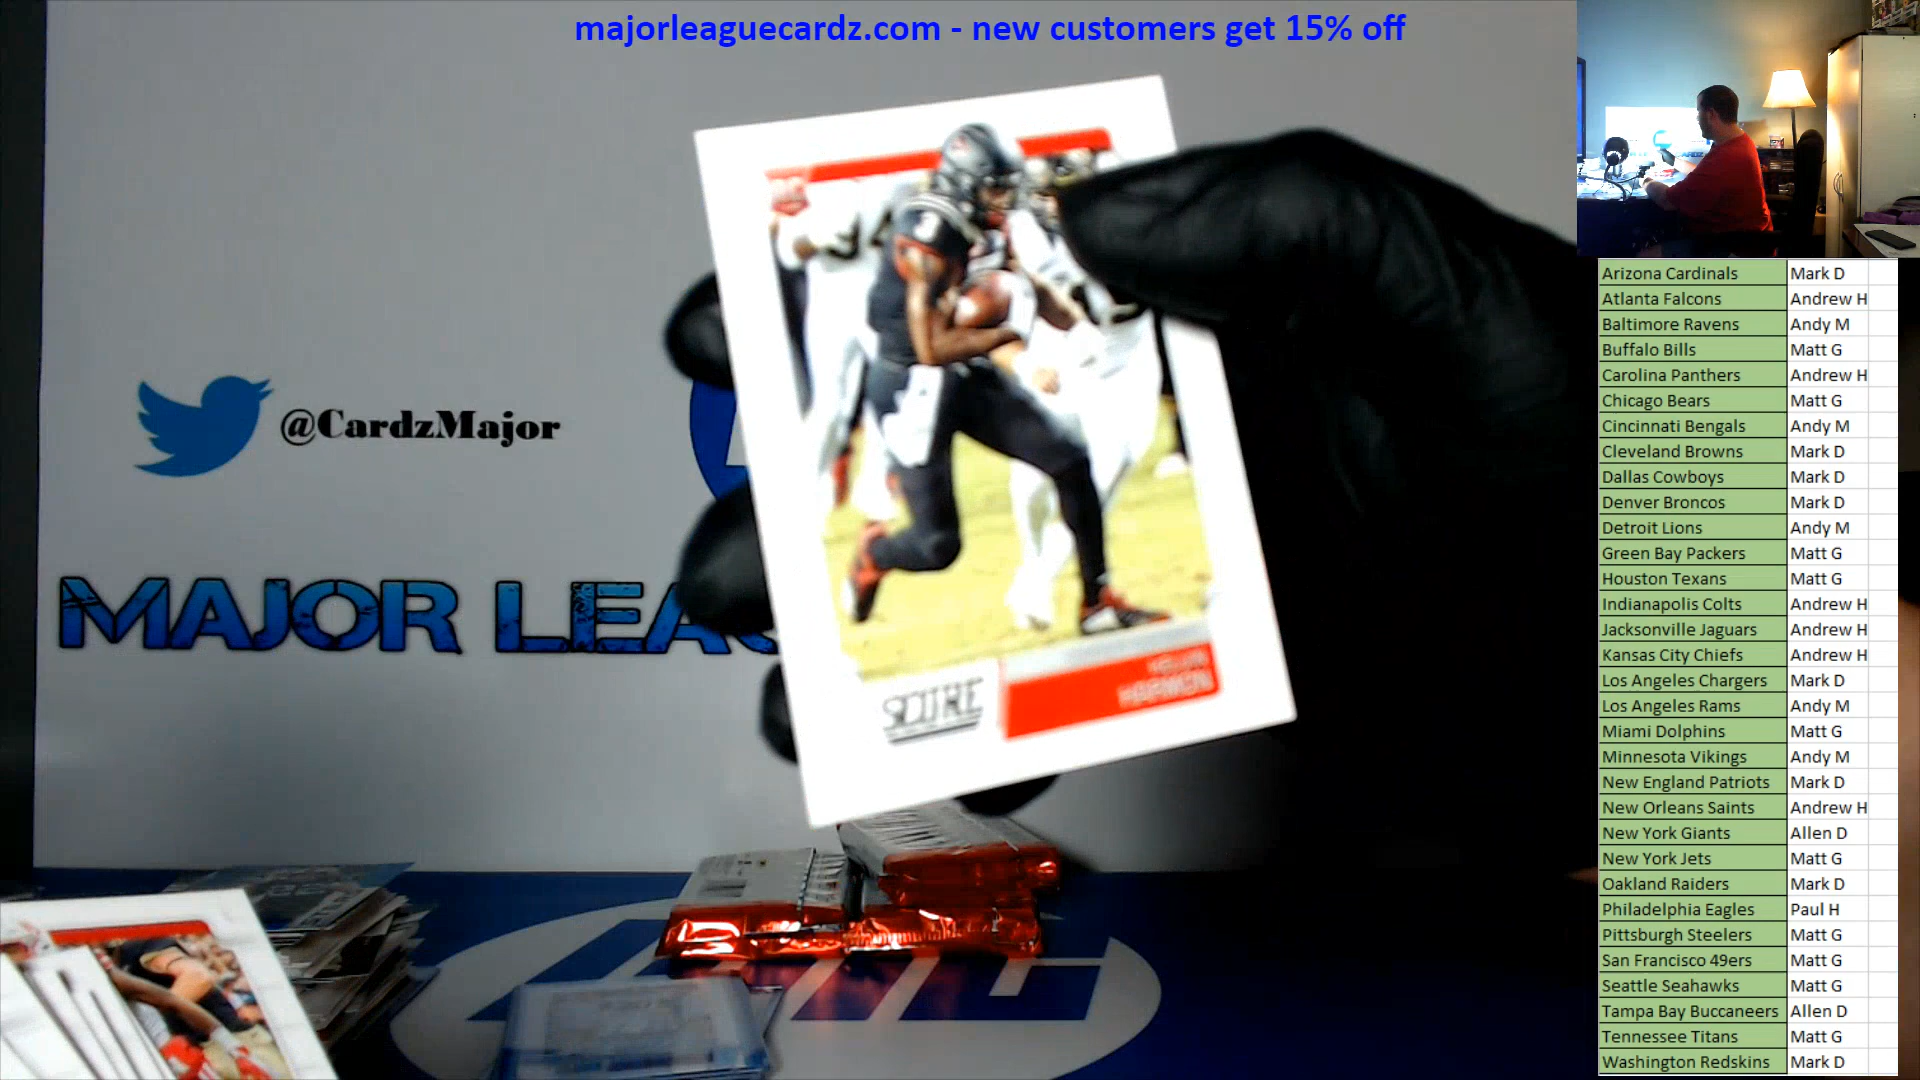 majorleaguecardz.com - new customers get 15% off
@CardzMajor
MAJOR LEA
3
SCORE
HARMON
Arizona Cardinals Mark D
Atlanta Falcons Andrew H
Baltimore Ravens Andy M
Buffalo Bills Matt G
Carolina Panthers Andrew H
Chicago Bears Matt G
Cincinnati Bengals Andy M
Cleveland Browns Mark D
Dallas Cowboys Mark D
Denver Broncos Mark D
Detroit Lions Andy M
Green Bay Packers Matt G
Houston Texans Matt G
Indianapolis Colts Andrew H
Jacksonville Jaguars Andrew H
Kansas City Chiefs Andrew H
Los Angeles Chargers Mark D
Los Angeles Rams Andy M
Miami Dolphins Matt G
Minnesota Vikings Andy M
New England Patriots Mark D
New Orleans Saints Andrew H
New York Giants Allen D
New York Jets Matt G
Oakland Raiders Mark D
Philadelphia Eagles Paul H
Pittsburgh Steelers Matt G
San Francisco 49ers Matt G
Seattle Seahawks Matt G
Tampa Bay Buccaneers Allen D
Tennessee Titans Matt G
Washington Redskins Mark D